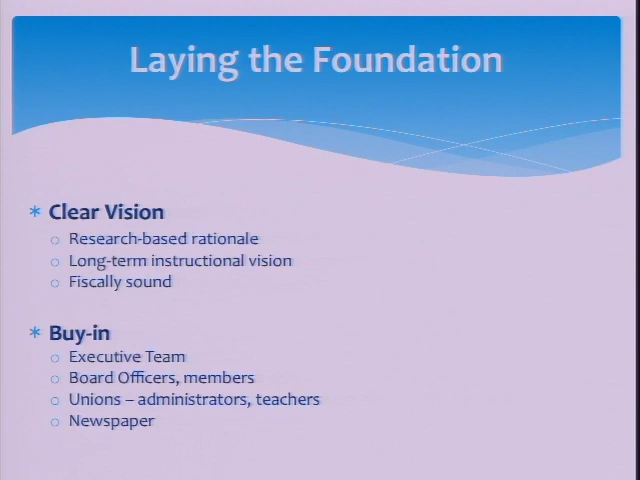 Laying the Foundation
* Clear Vision
○ Research-based rationale
○ Long-term instructional vision
○ Fiscally sound
* Buy-in
○ Executive Team
○ Board Officers, members
○ Unions – administrators, teachers
○ Newspaper